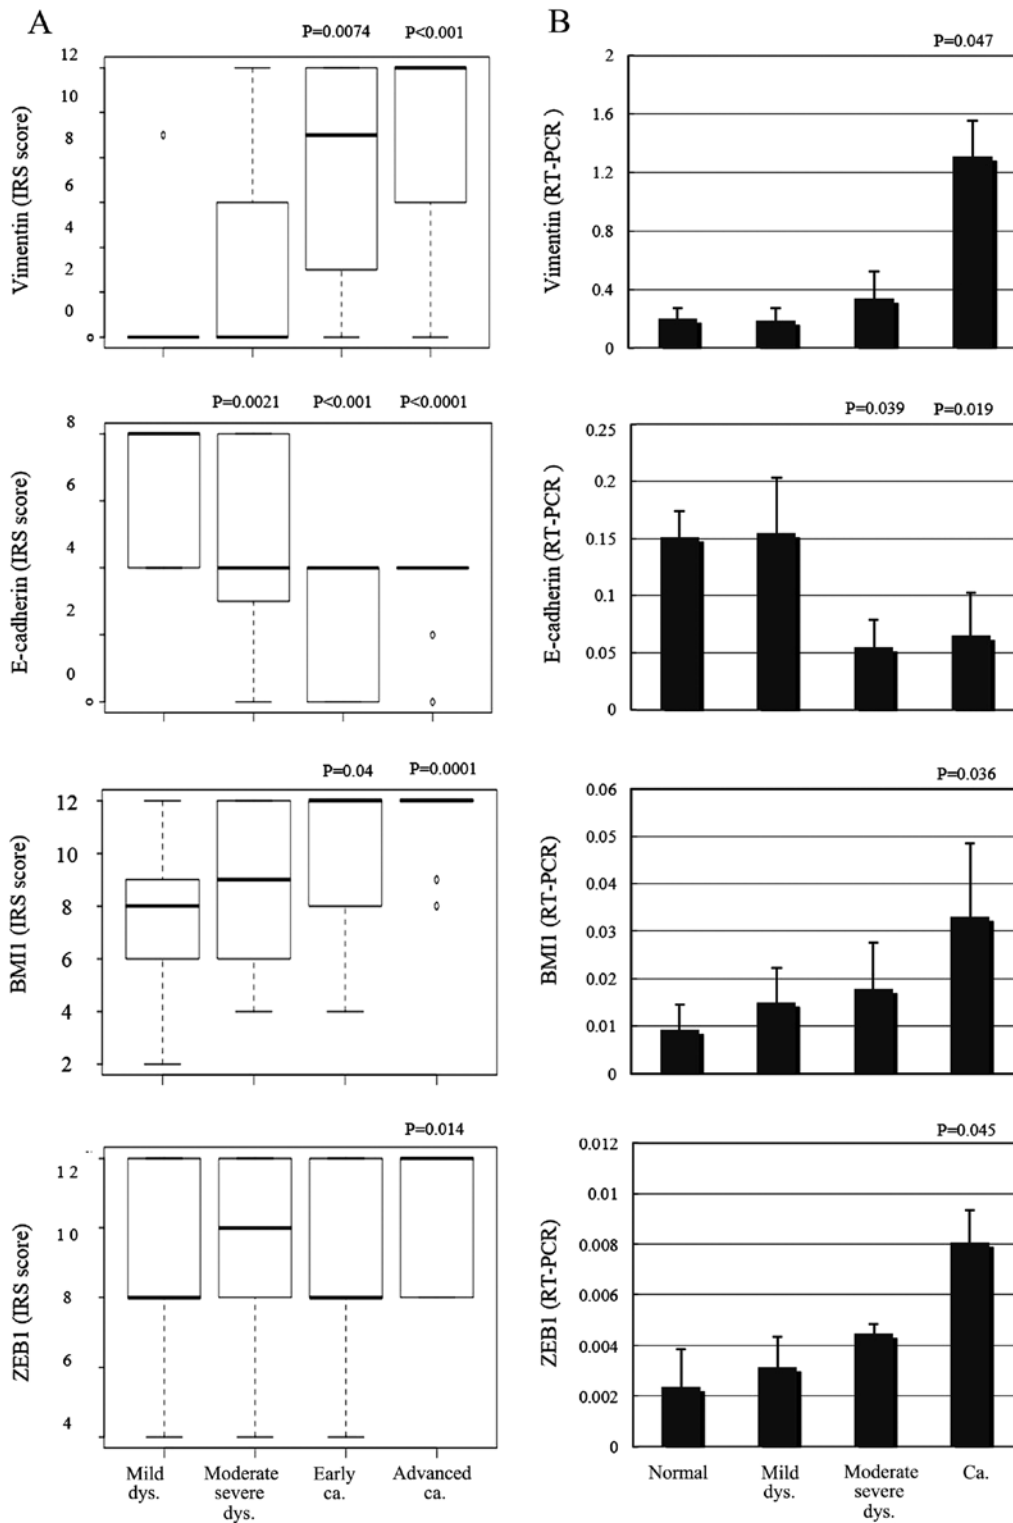 A
P=0.0074 P<0.001
Vimentin (IRS score)
12
10
8
6
4
2
0
P=0.0021 P<0.001 P<0.0001
E-cadherin (IRS score)
8
6
4
2
0
P=0.04 P=0.0001
BMI1 (IRS score)
12
10
8
6
4
2
P=0.014
ZEB1 (IRS score)
12
10
8
6
4
Mild
dys.
Moderate
severe
dys.
Early
ca.
Advanced
ca.
B
P=0.047
Vimentin (RT-PCR )
2
1.6
1.2
0.8
0.4
0
P=0.039 P=0.019
E-cadherin (RT-PCR )
0.25
0.2
0.15
0.1
0.05
0
P=0.036
BMI1 (RT-PCR)
0.06
0.05
0.04
0.03
0.02
0.01
0
P=0.045
ZEB1 (RT-PCR)
0.012
0.01
0.008
0.006
0.004
0.002
0
Normal
Mild
dys.
Moderate
severe
dys.
Ca.